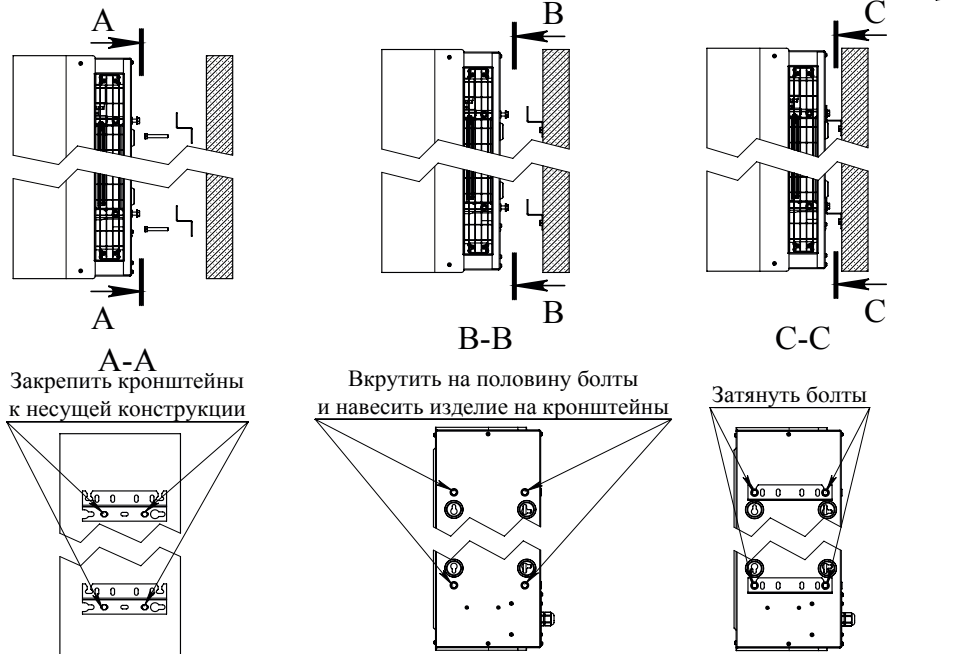 А В С
А В С
А-А
В-В
С-С
Закрепить кронштейны
к несущей конструкции
Вкрутить на половину болты
и навесить изделие на кронштейны
Затянуть болты